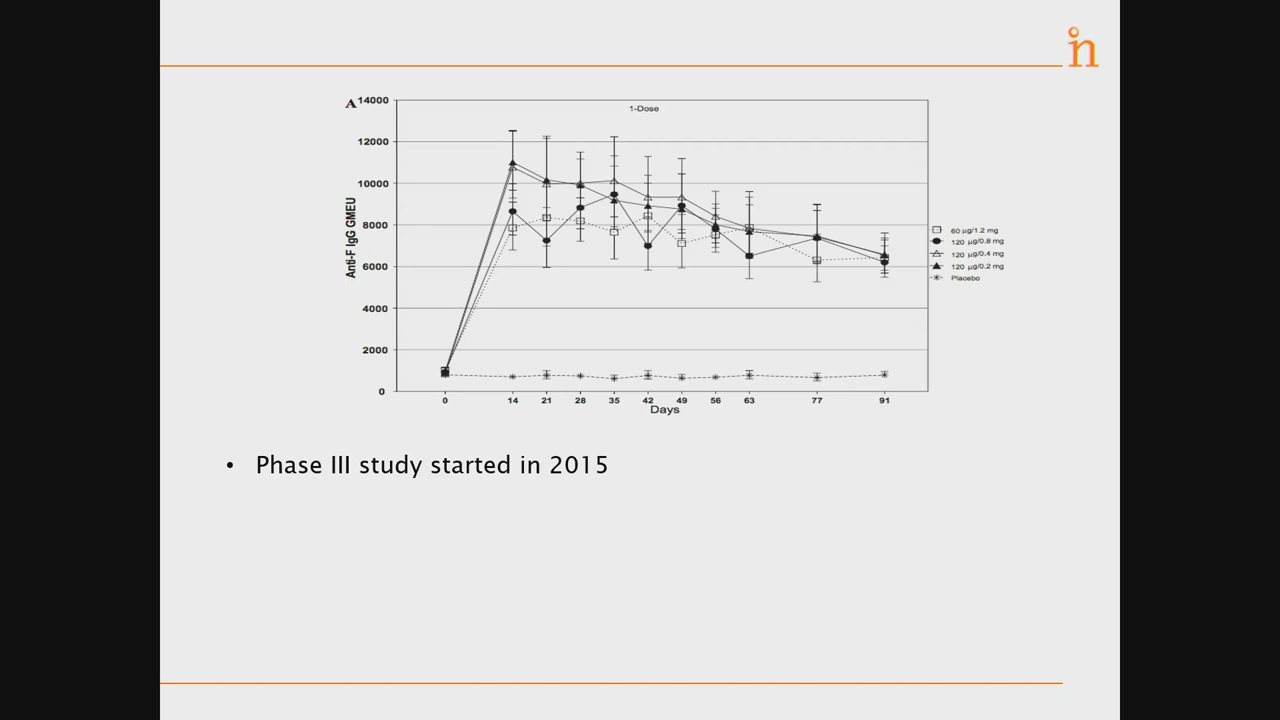 in
A
1-Dose
14000
12000
10000
8000
6000
4000
2000
0
Anti-F IgG GMEU
0 14 21 28 35 42 49 56 63 77 91
Days
60 µg/1.2 mg
120 µg/0.8 mg
120 µg/0.4 mg
120 µg/0.2 mg
Placebo
• Phase III study started in 2015